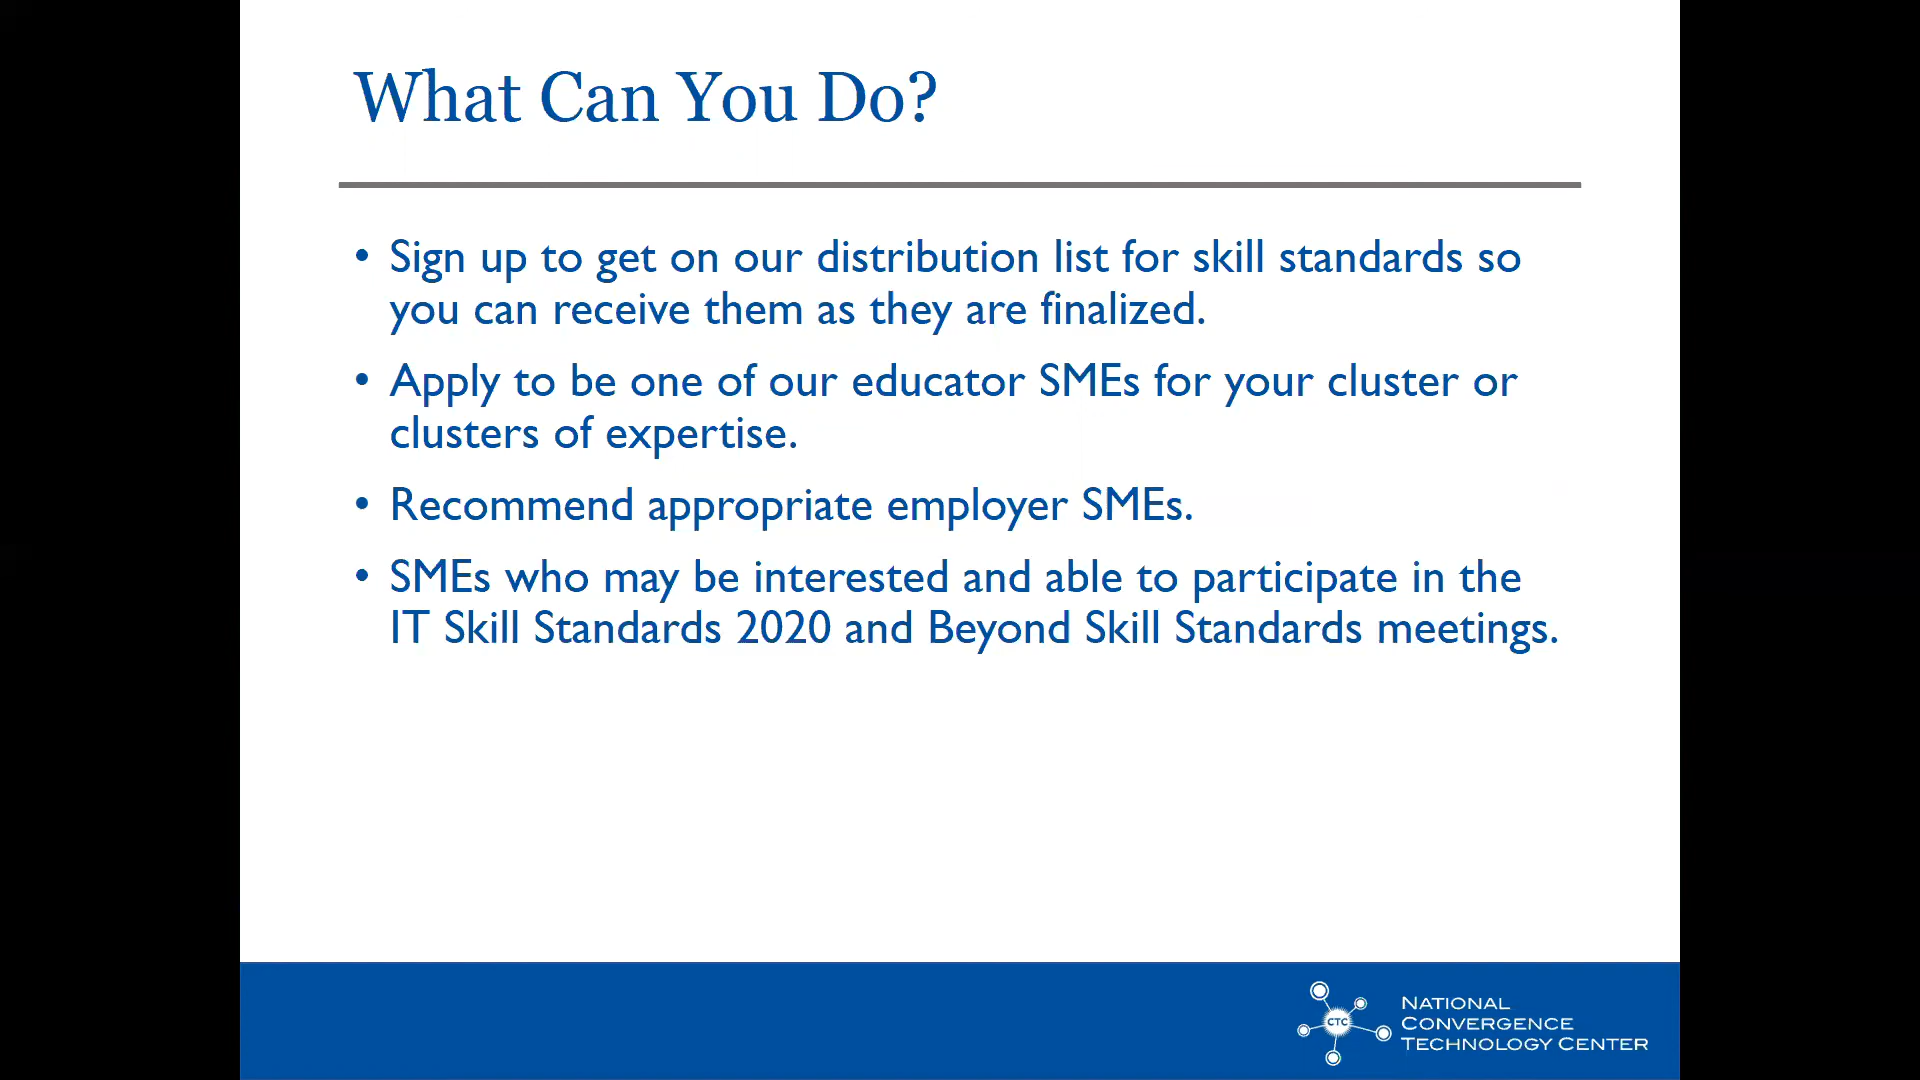 What Can You Do?
• Sign up to get on our distribution list for skill standards so
you can receive them as they are finalized.
• Apply to be one of our educator SMEs for your cluster or
clusters of expertise.
• Recommend appropriate employer SMEs.
• SMEs who may be interested and able to participate in the
IT Skill Standards 2020 and Beyond Skill Standards meetings.
CTC
NATIONAL
CONVERGENCE
TECHNOLOGY CENTER